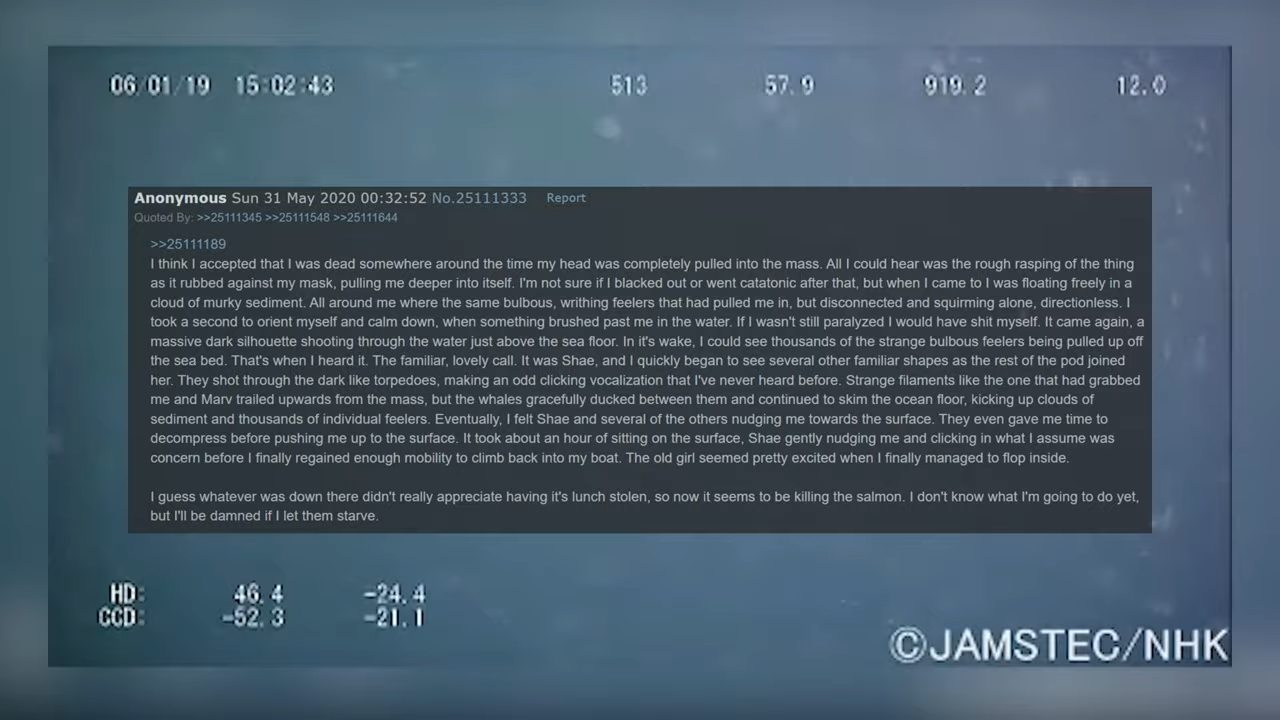 06/01/19 15:02:43 513 57.9 919.2 12.0
Anonymous Sun 31 May 2020 00:32:52 No.25111333 Report
Quoted By: >>25111345 >>25111548 >>25111644
>>25111189
I think I accepted that I was dead somewhere around the time my head was completely pulled into the mass. All I could hear was the rough rasping of the thing
as it rubbed against my mask, pulling me deeper into itself. I'm not sure if I blacked out or went catatonic after that, but when I came to I was floating freely in a
cloud of murky sediment. All around me where the same bulbous, writhing feelers that had pulled me in, but disconnected and squirming alone, directionless. I
took a second to orient myself and calm down, when something brushed past me in the water. If I wasn't still paralyzed I would have shit myself. It came again, a
massive dark silhouette shooting through the water just above the sea floor. In it's wake, I could see thousands of the strange bulbous feelers being pulled up off
the sea bed. That's when I heard it. The familiar, lovely call. It was Shae, and I quickly began to see several other familiar shapes as the rest of the pod joined
her. They shot through the dark like torpedoes, making an odd clicking vocalization that I've never heard before. Strange filaments like the one that had grabbed
me and Marv trailed upwards from the mass, but the whales gracefully ducked between them and continued to skim the ocean floor, kicking up clouds of
sediment and thousands of individual feelers. Eventually, I felt Shae and several of the others nudging me towards the surface. They even gave me time to
decompress before pushing me up to the surface. It took about an hour of sitting on the surface, Shae gently nudging me and clicking in what I assume was
concern before I finally regained enough mobility to climb back into my boat. The old girl seemed pretty excited when I finally managed to flop inside.
I guess whatever was down there didn't really appreciate having it's lunch stolen, so now it seems to be killing the salmon. I don't know what I'm going to do yet,
but I'll be damned if I let them starve.
HD: 46.4 -24.4
CCD: -52.3 -21.1
©JAMSTEC/NHK